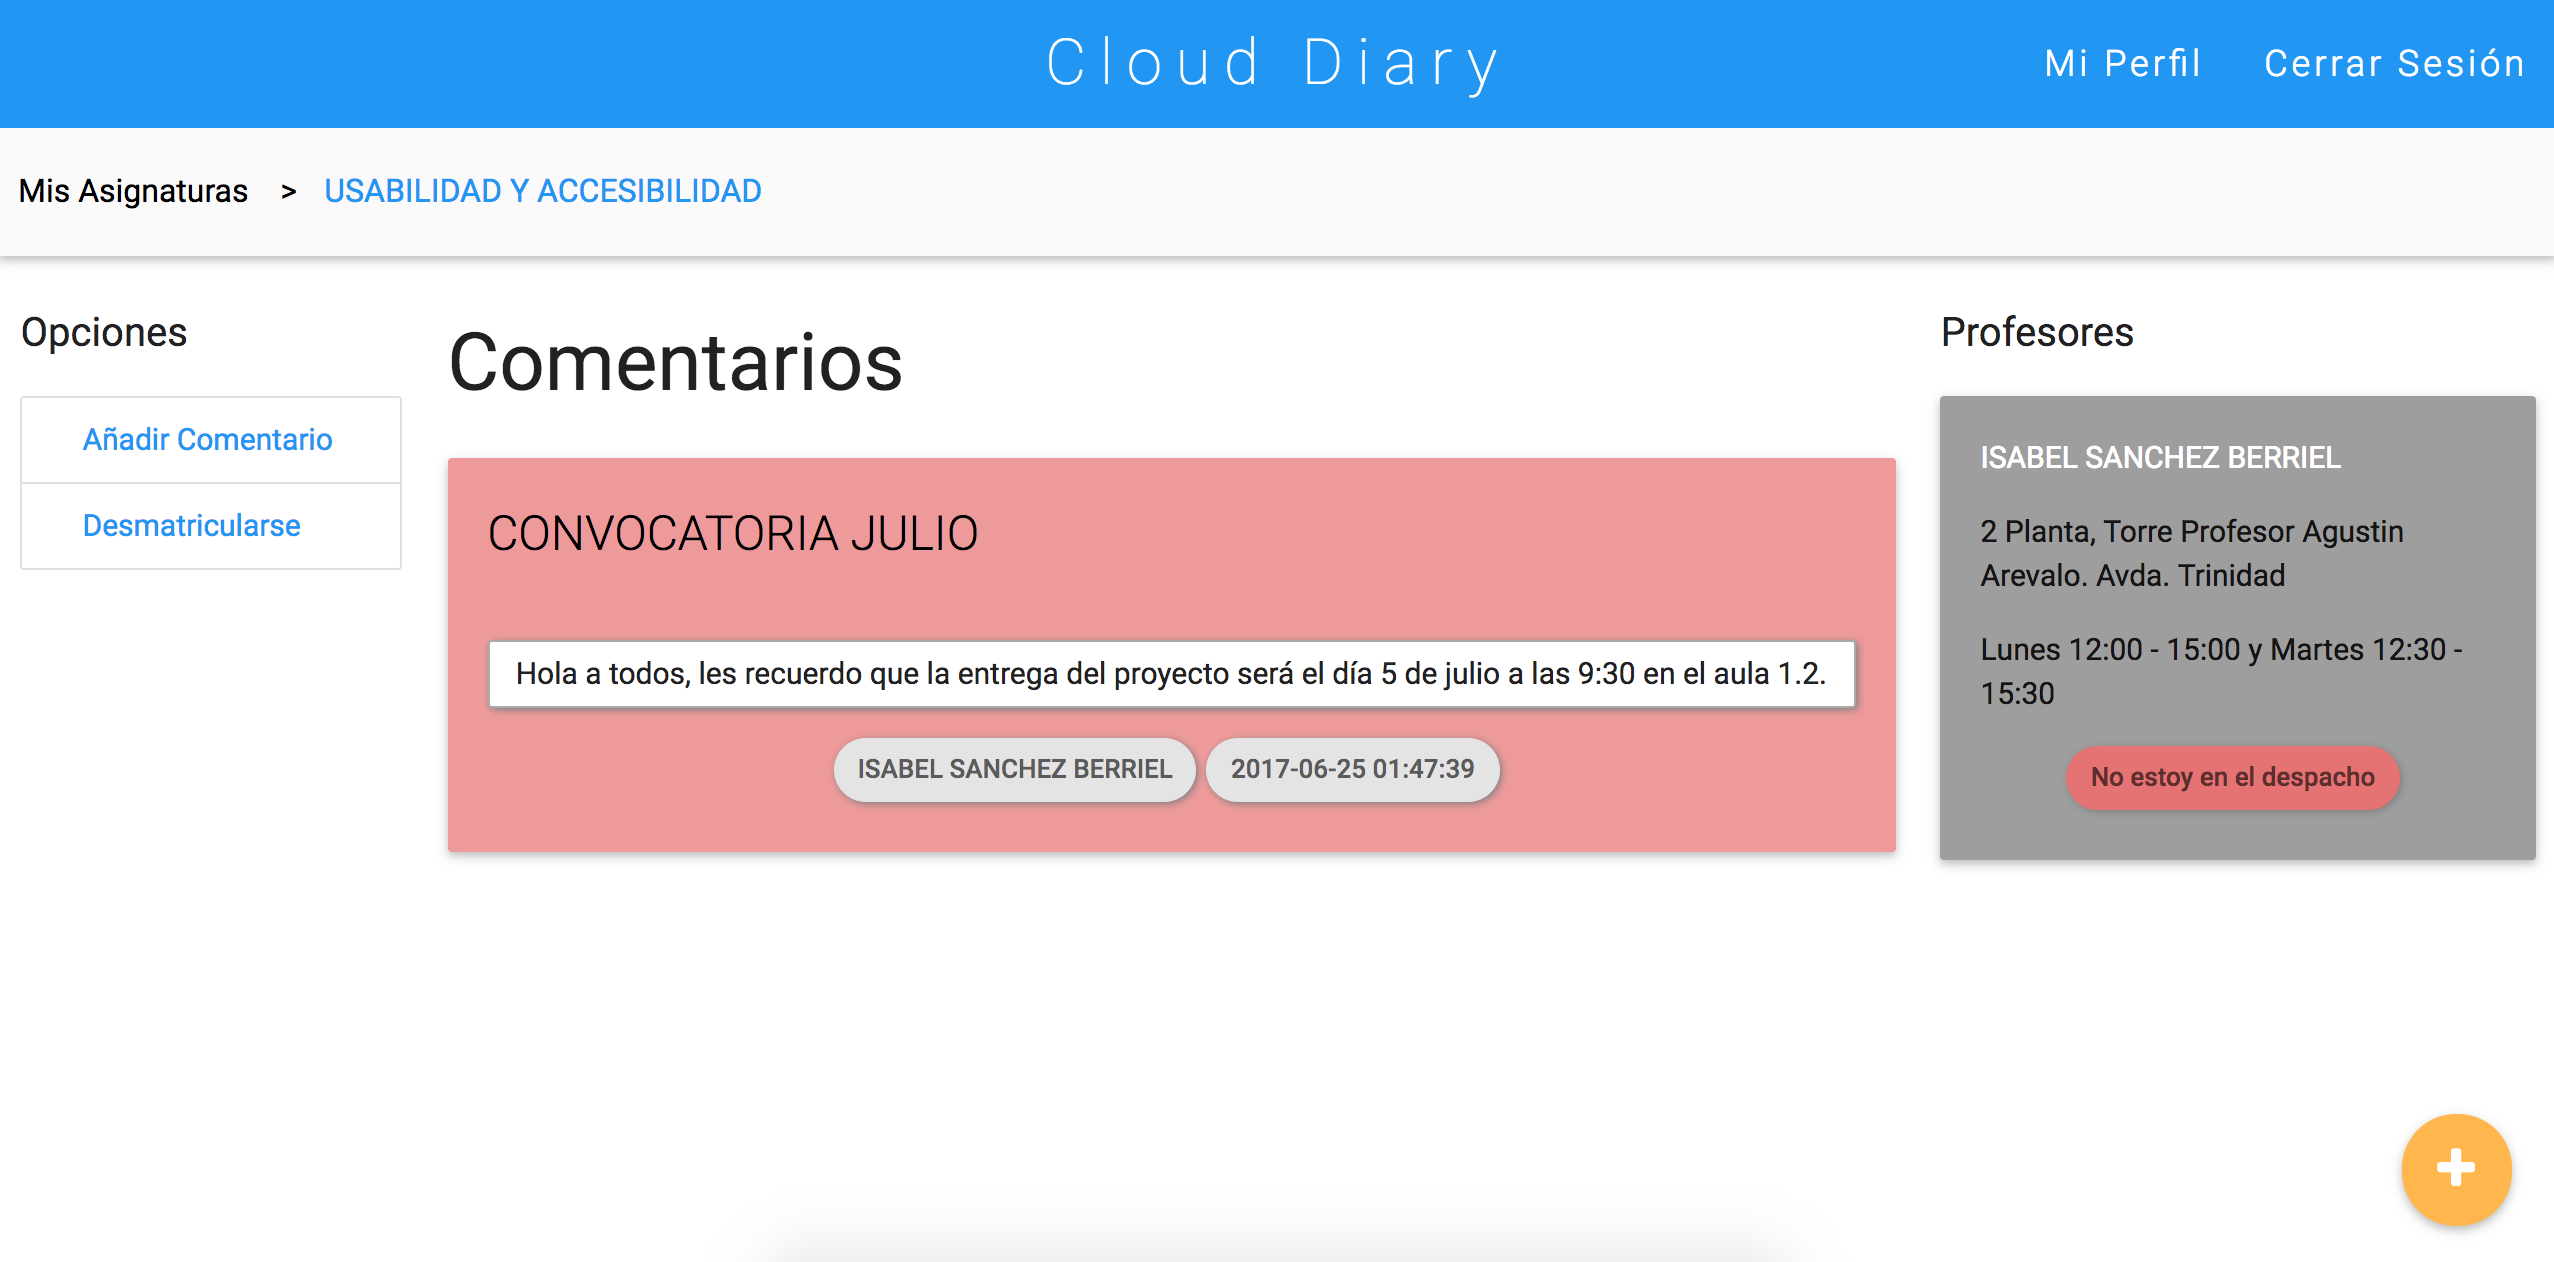 Cloud Diary
Mi Perfil
Cerrar Sesión
Mis Asignaturas > USABILIDAD Y ACCESIBILIDAD
Opciones
Añadir Comentario
Desmatricularse
Comentarios
CONVOCATORIA JULIO
Hola a todos, les recuerdo que la entrega del proyecto será el día 5 de julio a las 9:30 en el aula 1.2.
ISABEL SANCHEZ BERRIEL
2017-06-25 01:47:39
Profesores
ISABEL SANCHEZ BERRIEL
2 Planta, Torre Profesor Agustin
Arevalo. Avda. Trinidad
Lunes 12:00 - 15:00 y Martes 12:30 -
15:30
No estoy en el despacho